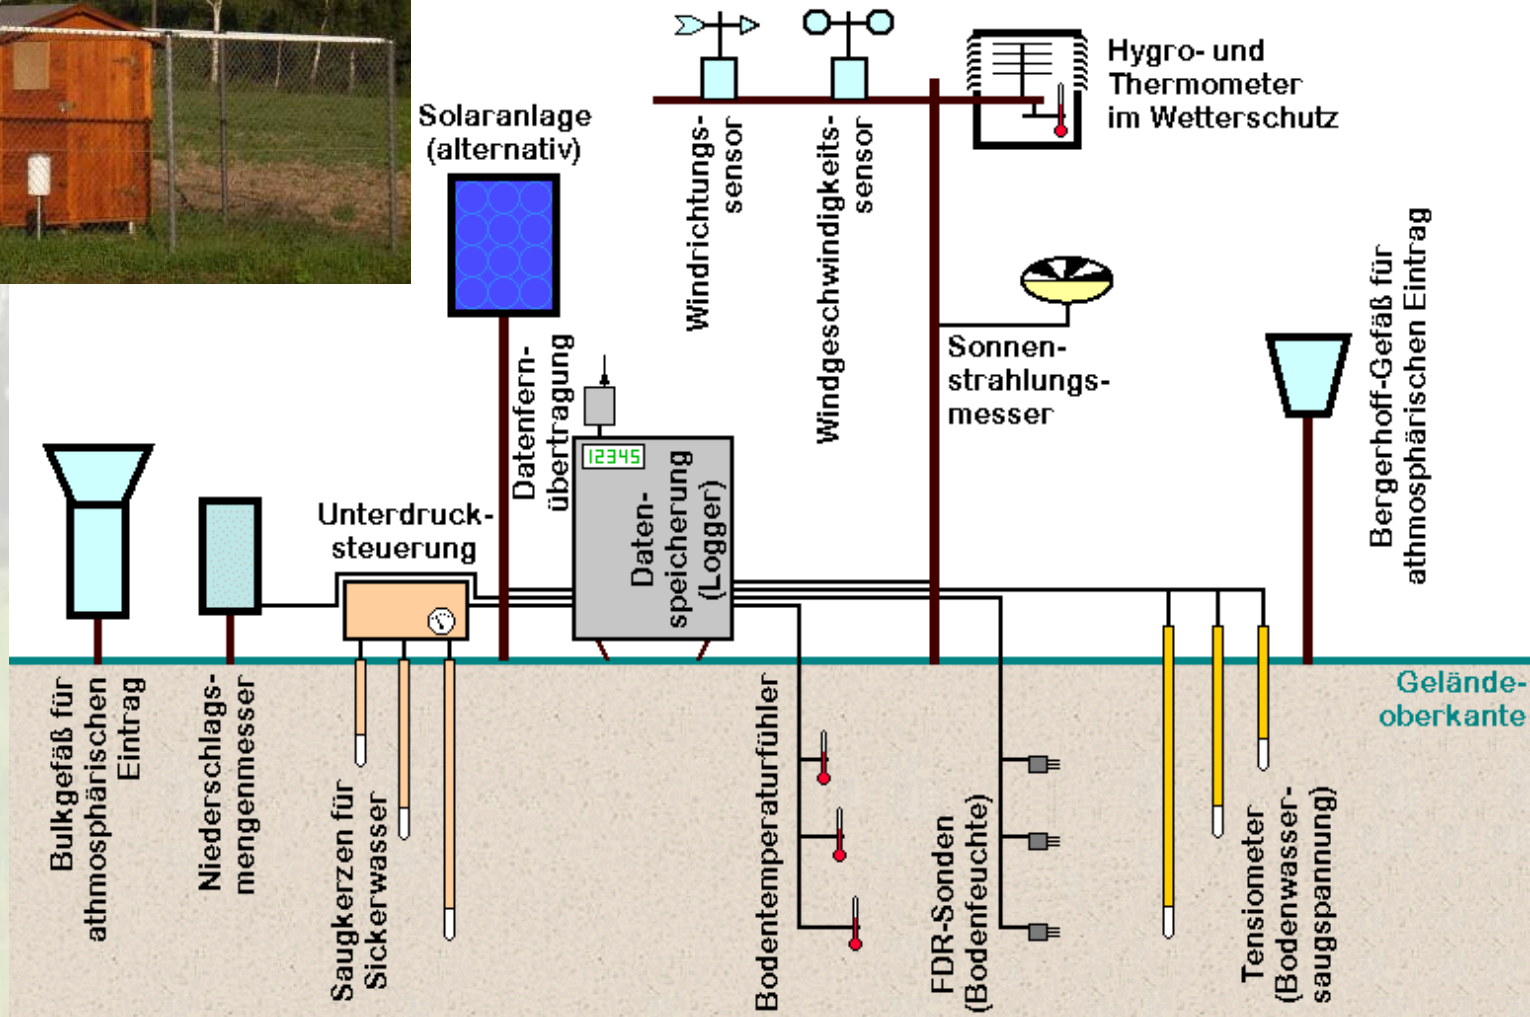 Hygro- und
Thermometer
im Wetterschutz
Solaranlage
(alternativ)
Windrichtungs-
sensor
Windgeschwindigkeits-
sensor
Bergerhoff-Gefäß für
athmosphärischen Eintrag
Sonnen-
strahlungs-
messer
Datenfern-
übertragung
12345
Daten-
speicherung
(Logger)
Unterdruck-
steuerung
Gelände-
oberkante
Bulkgefäß für
athmosphärischen
Eintrag
Niederschlags-
mengenmesser
Saugkerzen für
Sickerwasser
Bodentemperaturfühler
FDR-Sonden
(Bodenfeuchte)
Tensiometer
(Bodenwasser-
saugspannung)